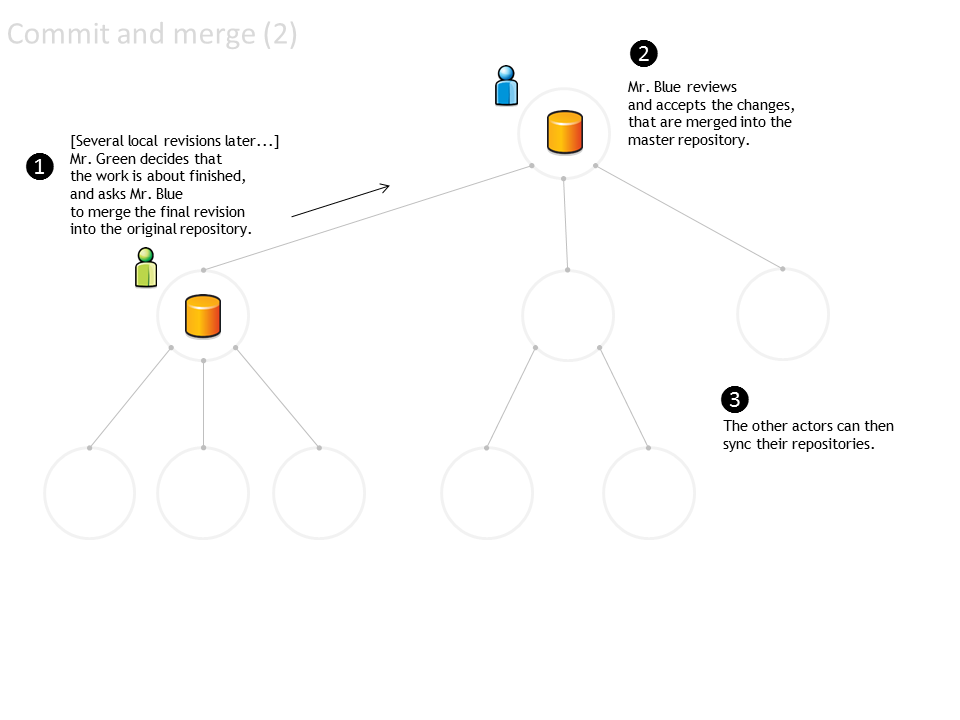 Commit and merge (2)
1
[Several local revisions later...]
Mr. Green decides that
the work is about finished,
and asks Mr. Blue
to merge the final revision
into the original repository.
2
Mr. Blue reviews
and accepts the changes,
that are merged into the
master repository.
3
The other actors can then
sync their repositories.